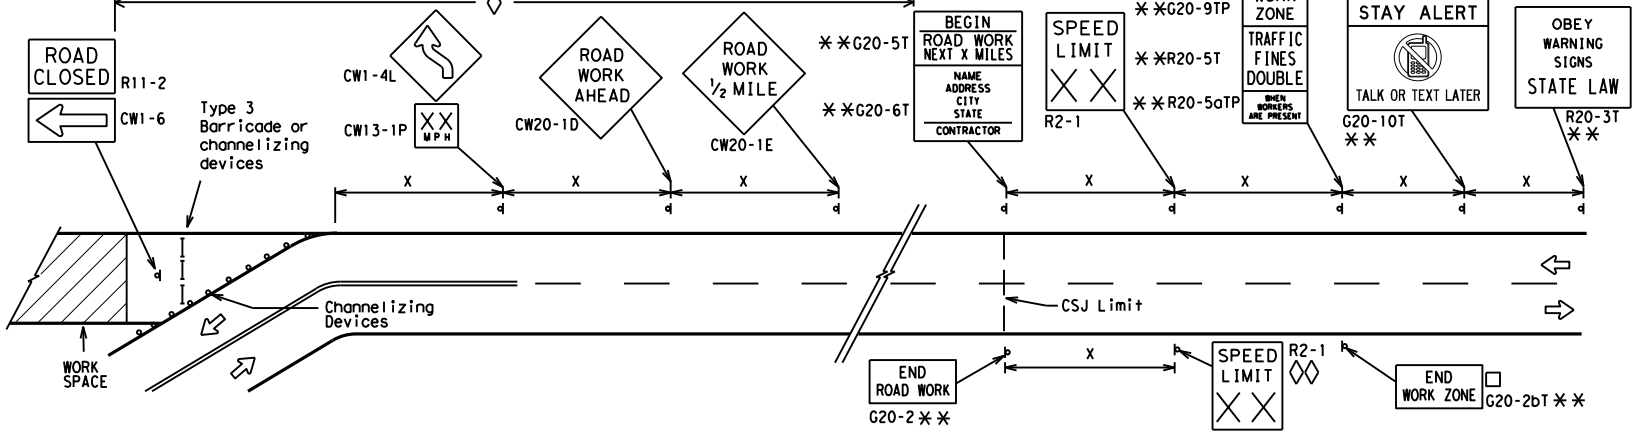 ROAD
CLOSED
R11-2
CW1-6
Type 3
Barricade or
channelizing
devices
CW1-4L
XX
MPH
CW13-1P
ROAD
WORK
AHEAD
CW20-1D
ROAD
WORK
1/2 MILE
CW20-1E
**G20-5T
**G20-6T
BEGIN
ROAD WORK
NEXT X MILES
NAME
ADDRESS
CITY
STATE
CONTRACTOR
SPEED
LIMIT
XX
R2-1
**G20-9TP
**R20-5T
**R20-5aTP
ZONE
TRAFFIC
FINES
DOUBLE
WHEN
WORKERS
ARE PRESENT
STAY ALERT
TALK OR TEXT LATER
G20-10T
**
OBEY
WARNING
SIGNS
STATE LAW
R20-3T
**
X
X
X
X
X
X
X
Channelizing
Devices
CSJ Limit
WORK
SPACE
END
ROAD WORK
G20-2 **
X
SPEED
LIMIT
XX
R2-1
END
WORK ZONE
G20-2bT **